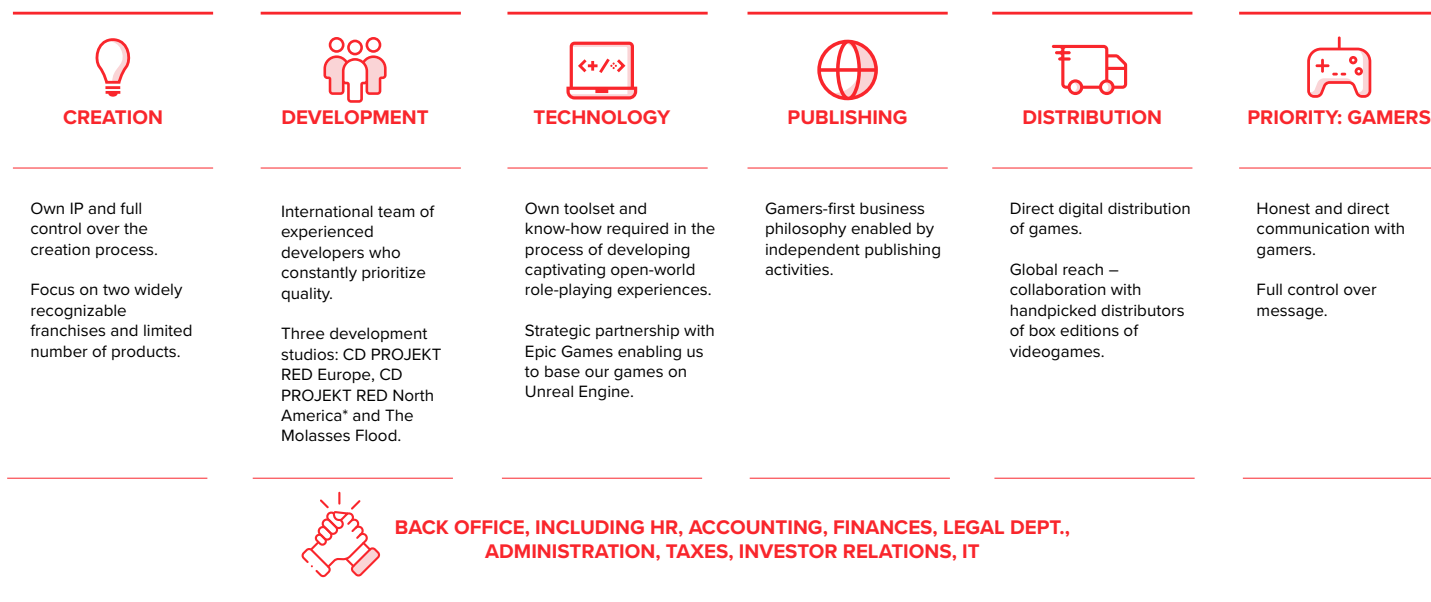 <+/>
CREATION
Own IP and full
control over the
creation process.
Focus on two widely
recognizable
franchises and limited
number of products.
DEVELOPMENT
International team of
experienced
developers who
constantly prioritize
quality.
Three development
studios: CD PROJEKT
RED Europe, CD
PROJEKT RED North
America* and The
Molasses Flood.
TECHNOLOGY
Own toolset and
know-how required in the
process of developing
captivating open-world
role-playing experiences.
Strategic partnership with
Epic Games enabling us
to base our games on
Unreal Engine.
PUBLISHING
Gamers-first business
philosophy enabled by
independent publishing
activities.
DISTRIBUTION
Direct digital distribution
of games.
Global reach –
collaboration with
handpicked distributors
of box editions of
videogames.
PRIORITY: GAMERS
Honest and direct
communication with
gamers.
Full control over
message.
BACK OFFICE, INCLUDING HR, ACCOUNTING, FINANCES, LEGAL DEPT.,
ADMINISTRATION, TAXES, INVESTOR RELATIONS, IT